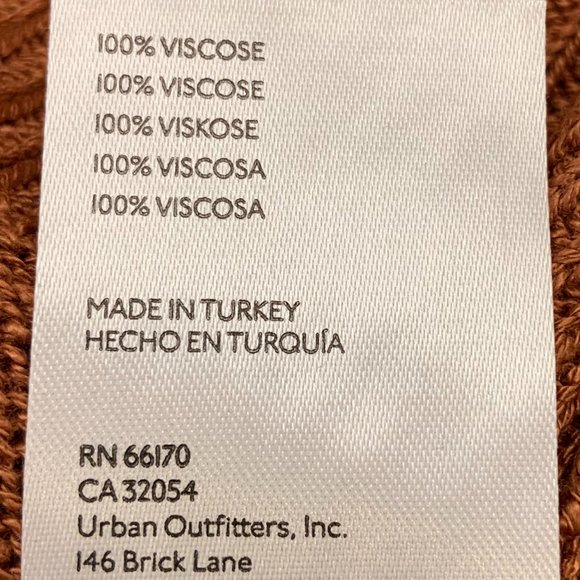 100% VISCOSE
100% VISCOSE
100% VISKOSE
100% VISCOSA
100% VISCOSA
MADE IN TURKEY
HECHO EN TURQUÍA
RN 66170
CA 32054
Urban Outfitters, Inc.
146 Brick Lane